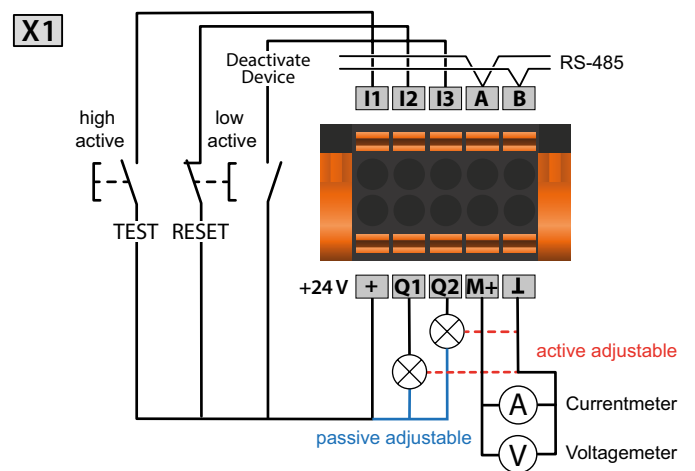 X1
Deactivate
Device
RS-485
I1 I2 I3 A B
high
active
low
active
TEST RESET
+24 V + Q1 Q2 M+ ⊥
active adjustable
A Currentmeter
passive adjustable
V Voltagemeter